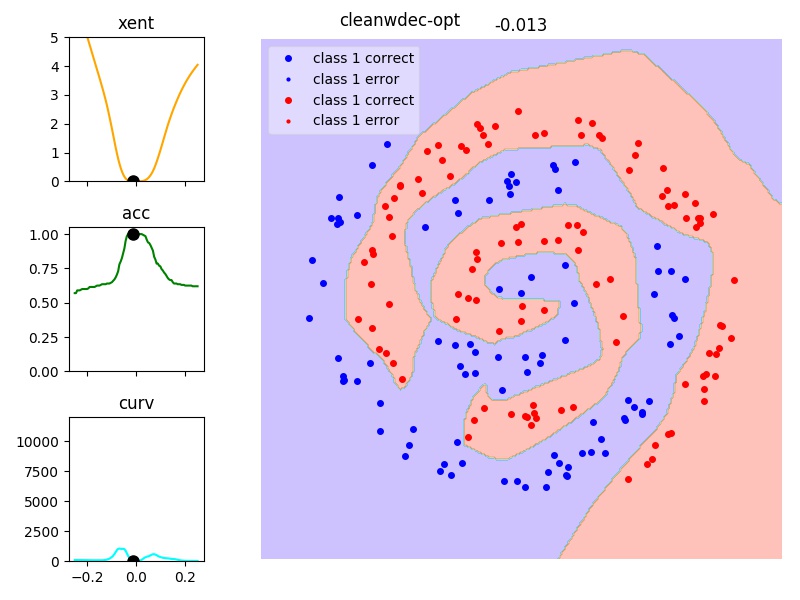 cleanwdec-opt -0.013
xent
5
4
3
2
1
0
acc
1.00
0.75
0.50
0.25
0.00
curv
10000
7500
5000
2500
0
−0.2 0.0 0.2
class 1 correct
class 1 error
class 1 correct
class 1 error